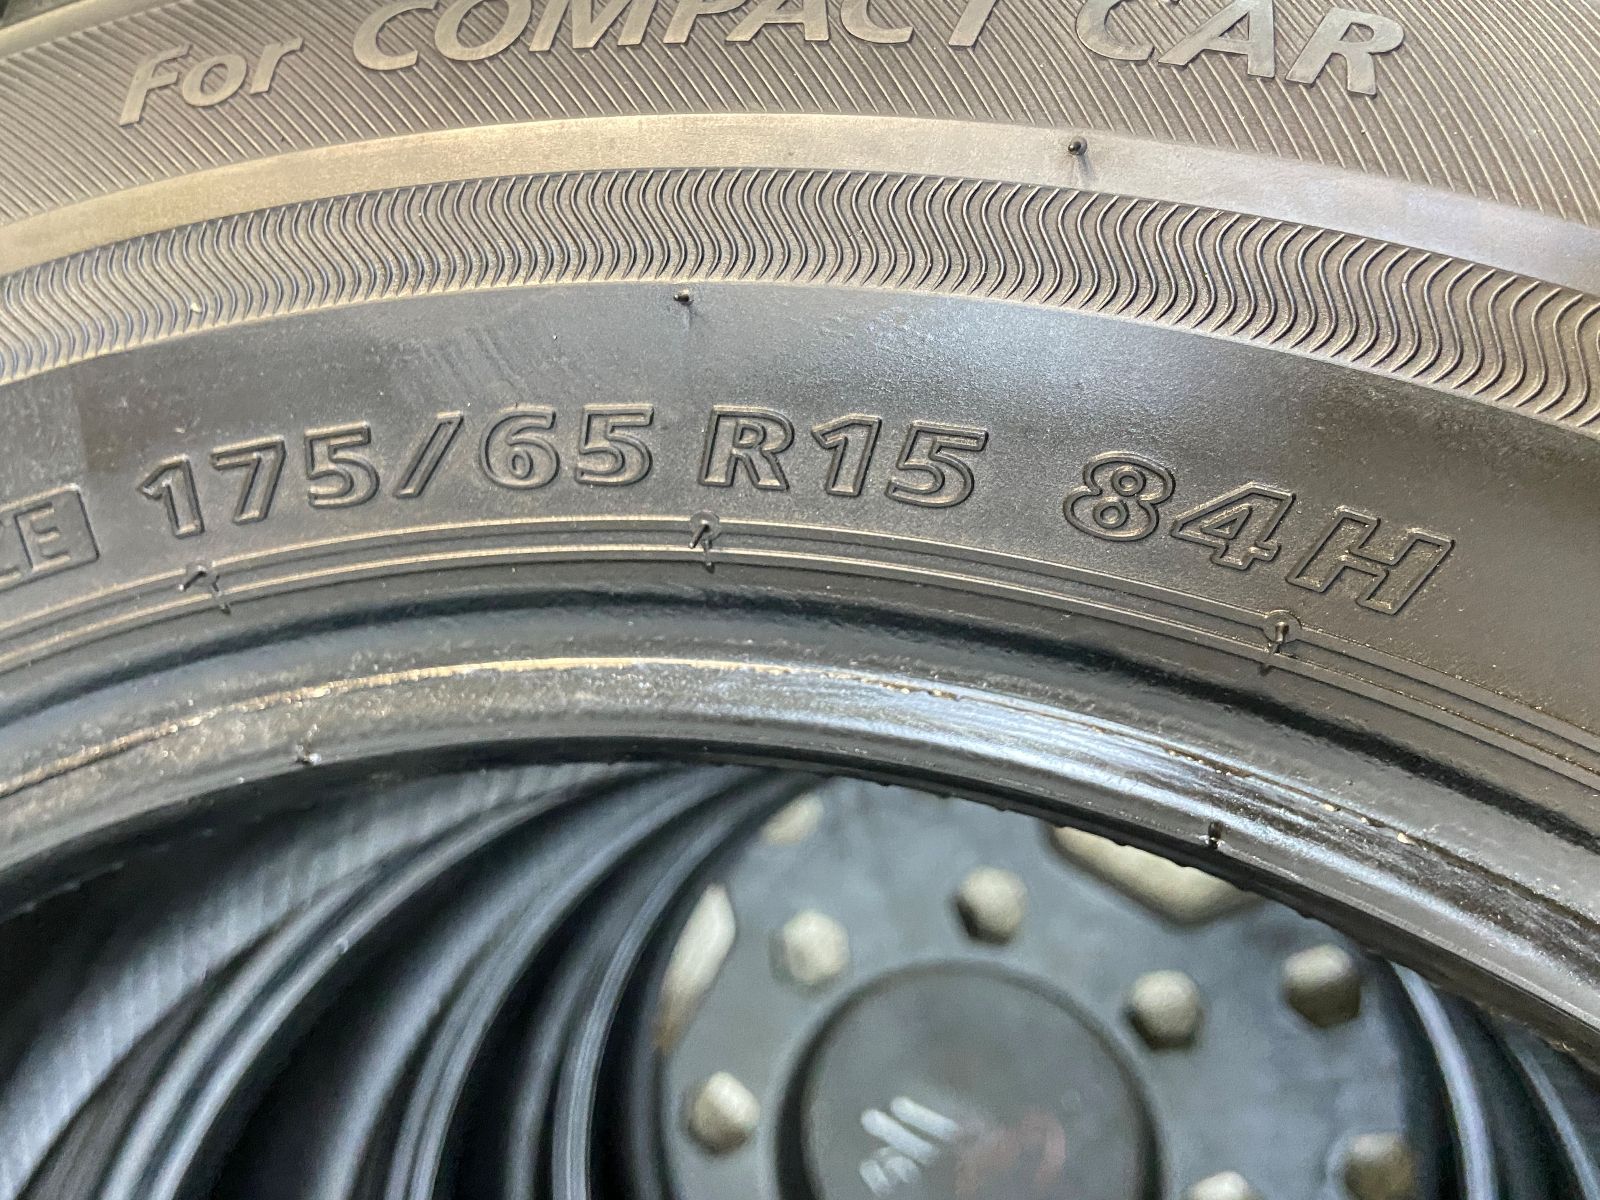 For COMPACT CAR
175/65 R15 84H